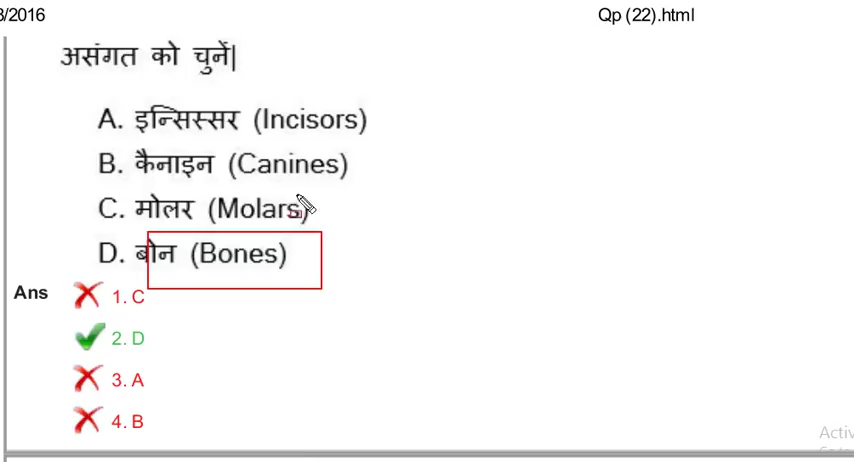 8/2016 Qp (22).html
असंगत को चुनें|
A. इन्सिस्सर (Incisors)
B. कैनाइन (Canines)
C. मोलर (Molars)
D. बोन (Bones)
Ans
1. C
2. D
3. A
4. B
Activ